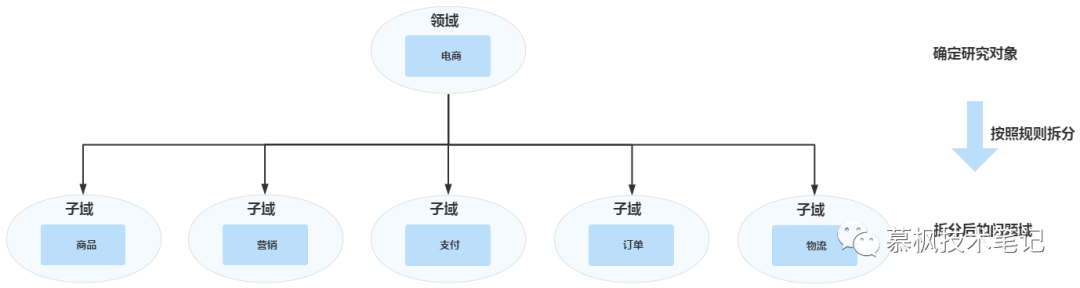 领域
电商
确定研究对象
按照规则拆分
子域
子域
子域
子域
子域
商品
营销
支付
订单
物流
拆分后的问题域
慕枫技术笔记